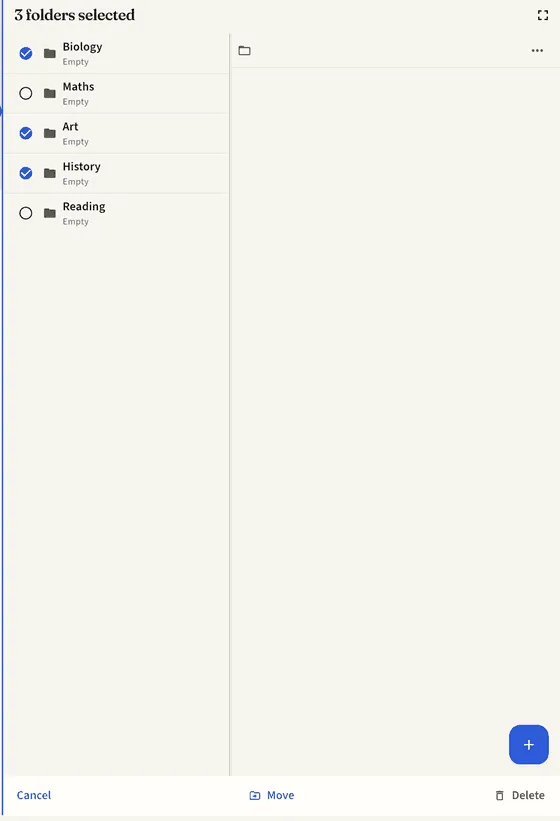 3 folders selected
Biology
Empty
Maths
Empty
Art
Empty
History
Empty
Reading
Empty
Cancel
Move
Delete